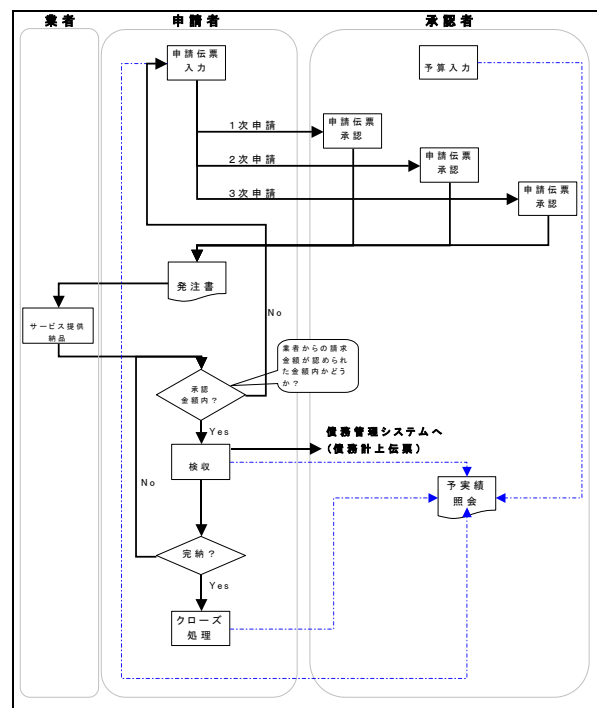 業者
申請者
承認者
申請伝票
入力
予算入力
1次申請
申請伝票
承認
2次申請
申請伝票
承認
3次申請
申請伝票
承認
発注書
No
サービス提供
納品
業者からの請求
金額が認められ
た金額内かどう
か？
承認
金額内？
Yes
債務管理システムへ
(債務計上伝票)
検収
No
予実績
照会
完納？
Yes
クローズ
処理